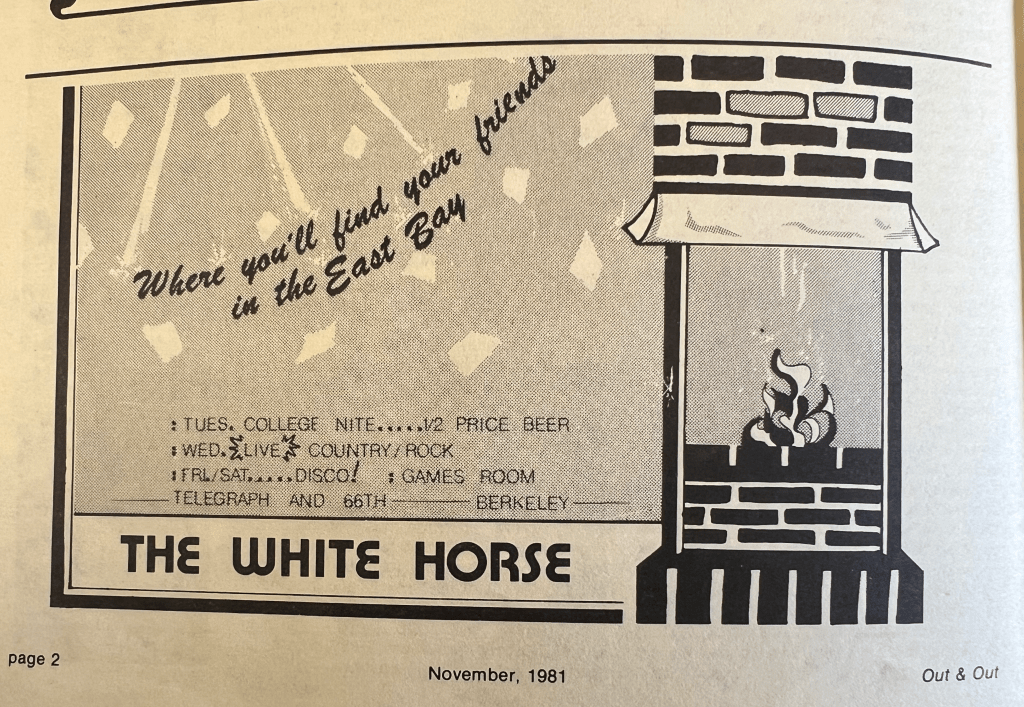 Where you'll find your friends
in the East Bay
: TUES. COLLEGE NITE.....1/2 PRICE BEER
: WED. LIVE COUNTRY/ROCK
: FRI./SAT.....DISCO! : GAMES ROOM
TELEGRAPH AND 66TH BERKELEY
THE WHITE HORSE
page 2
November, 1981
Out & Out